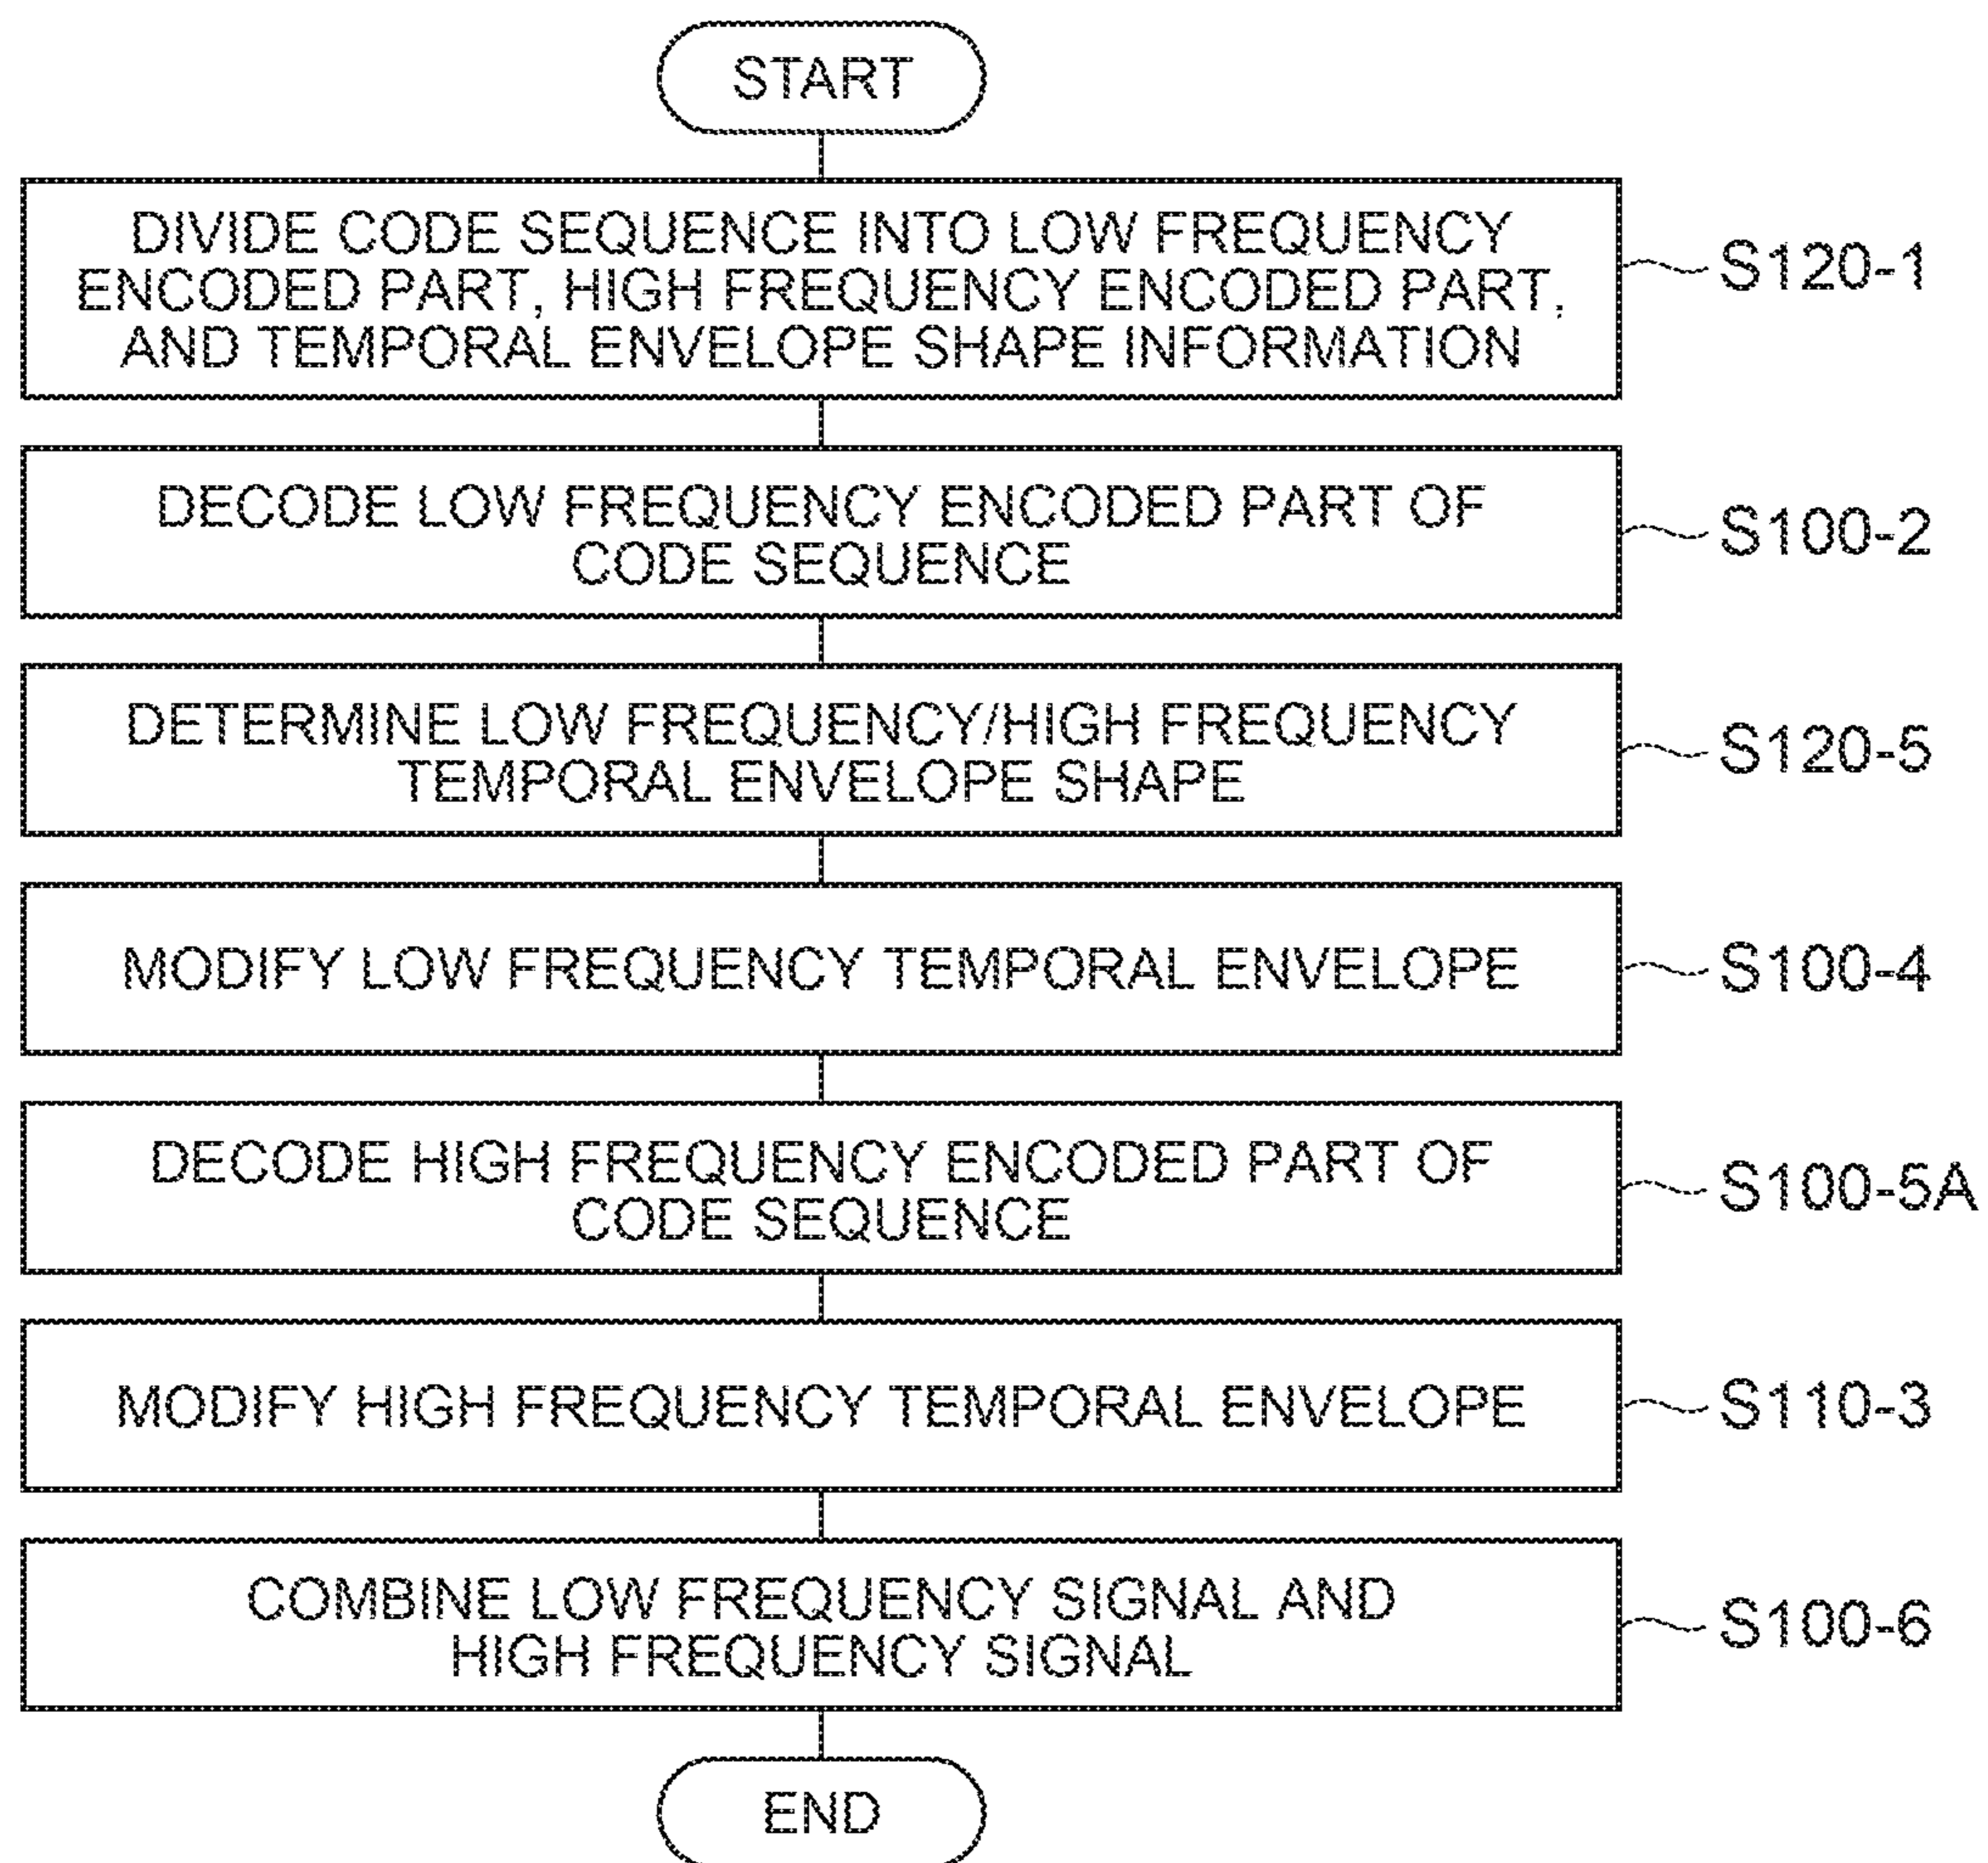 START
DIVIDE CODE SEQUENCE INTO LOW FREQUENCY
ENCODED PART, HIGH FREQUENCY ENCODED PART,
AND TEMPORAL ENVELOPE SHAPE INFORMATION
S120-1
DECODE LOW FREQUENCY ENCODED PART OF
CODE SEQUENCE
S100-2
DETERMINE LOW FREQUENCY/HIGH FREQUENCY
TEMPORAL ENVELOPE SHAPE
S120-5
MODIFY LOW FREQUENCY TEMPORAL ENVELOPE
S100-4
DECODE HIGH FREQUENCY ENCODED PART OF
CODE SEQUENCE
S100-5A
MODIFY HIGH FREQUENCY TEMPORAL ENVELOPE
S110-3
COMBINE LOW FREQUENCY SIGNAL AND
HIGH FREQUENCY SIGNAL
S100-6
END